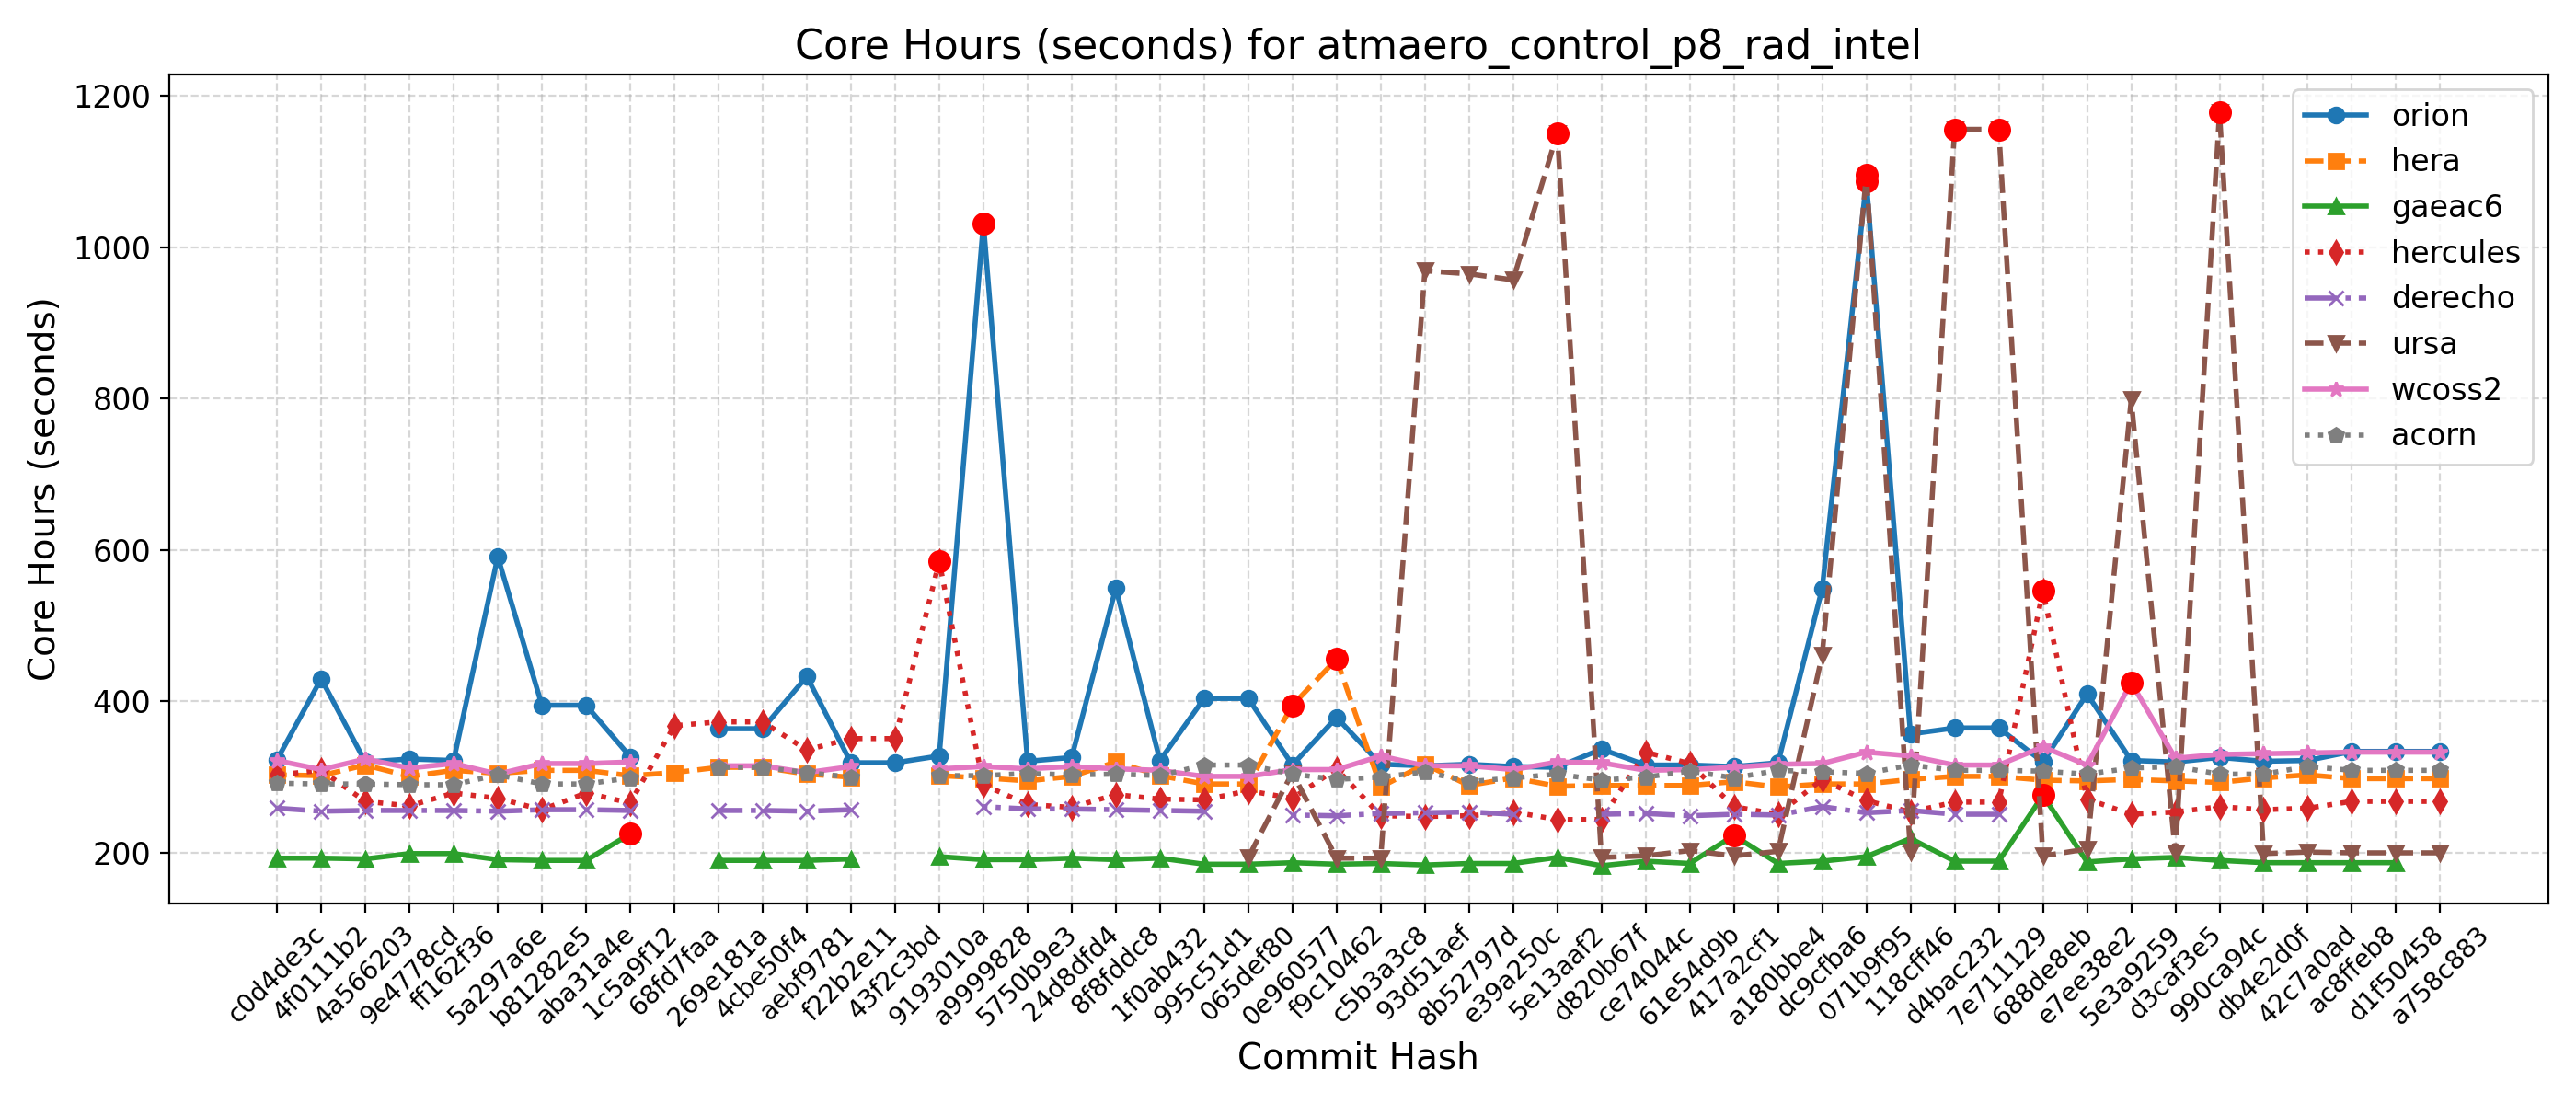 Core Hours (seconds) for atmaero_control_p8_rad_intel
Core Hours (seconds)
1200
1000
800
600
400
200
orion
hera
gaeac6
hercules
derecho
ursa
wcoss2
acorn
c0d4de3c
4f0111b2
4a566203
9e4778cd
ff162f36
5a297a6e
b81282e5
aba31a4e
1c5a9f12
68fd7faa
269e181a
4cbe50f4
aebf9781
f22b2e11
43f2c3bd
9193010a
a9999828
5750b9e3
24d8dfd4
8f8fddc8
1f0ab432
995c51d1
065def80
0e960577
f9c10462
c5b3a3c8
93d51aef
8b52797d
e39a250c
5e13aaf2
d820b67f
ce74044c
61e54d9b
417a2cf1
a180bbe4
dc9cfba6
071b9f95
118cff46
d4bac232
7e711129
688de8eb
e7ee38e2
5e3a9259
d3caf3e5
990ca94c
db4e2d0f
42c7a0ad
ac8ffeb8
d1f50458
a758c883
Commit Hash